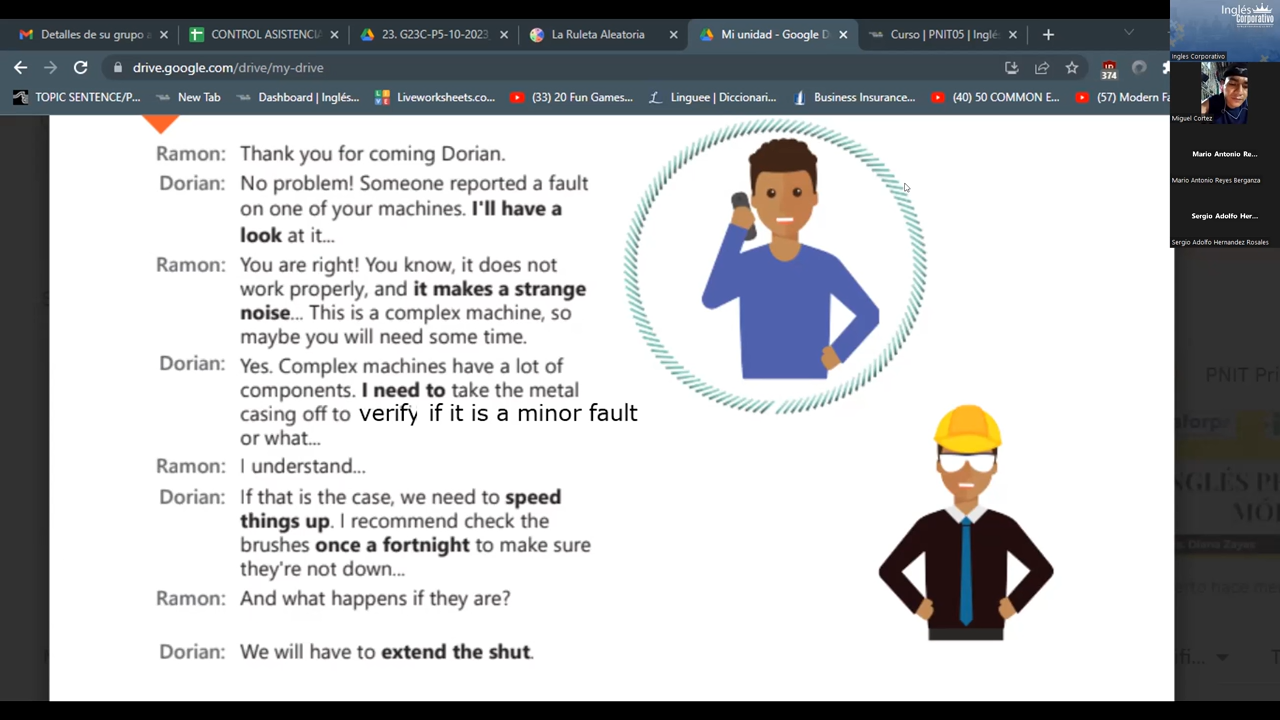 Detalles de su grupo a
CONTROL ASISTENCIA
23. G23C-P5-10-2023
La Ruleta Aleatoria
Mi unidad - Google D
Curso | PNIT05 | Inglé
drive.google.com/drive/my-drive
374
TOPIC SENTENCE/P...
New Tab
Dashboard | Inglés...
Liveworksheets.co...
(33) 20 Fun Games...
Linguee | Diccionari...
Business Insurance...
(40) 50 COMMON E...
(57) Modern Fa
Ramon: Thank you for coming Dorian.
Dorian: No problem! Someone reported a fault
on one of your machines. I'll have a
look at it...
Ramon: You are right! You know, it does not
work properly, and it makes a strange
noise... This is a complex machine, so
maybe you will need some time.
Dorian: Yes. Complex machines have a lot of
components. I need to take the metal
casing off to verify if it is a minor fault
or what...
Ramon: I understand...
Dorian: If that is the case, we need to speed
things up. I recommend check the
brushes once a fortnight to make sure
they're not down...
Ramon: And what happens if they are?
Dorian: We will have to extend the shut.
Inglés
Corporativo
Ingles Corporativo
Miguel Cortez
Mario Antonio Re...
Mario Antonio Reyes Berganza
Sergio Adolfo Her...
Sergio Adolfo Hernandez Rosales
PNIT Pri
INGLÉS P
MÓ